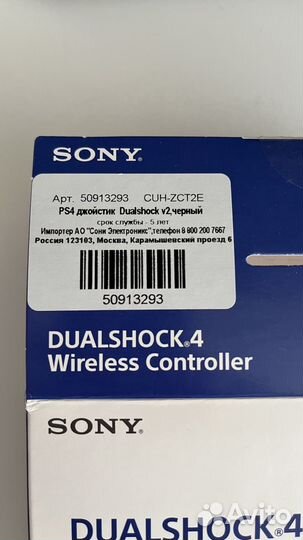 SONY
Арт. 50913293 CUH-ZCT2E
PS4 джойстик Dualshock v2,черный
срок службы - 5 лет
Импортер АО "Сони Электроникс",телефон 8 800 200 7667
Россия 123103, Москва, Карамышевский проезд 6
50913293
DUALSHOCK®4
Wireless Controller
SONY®
DUALSHOCK®4
Avito